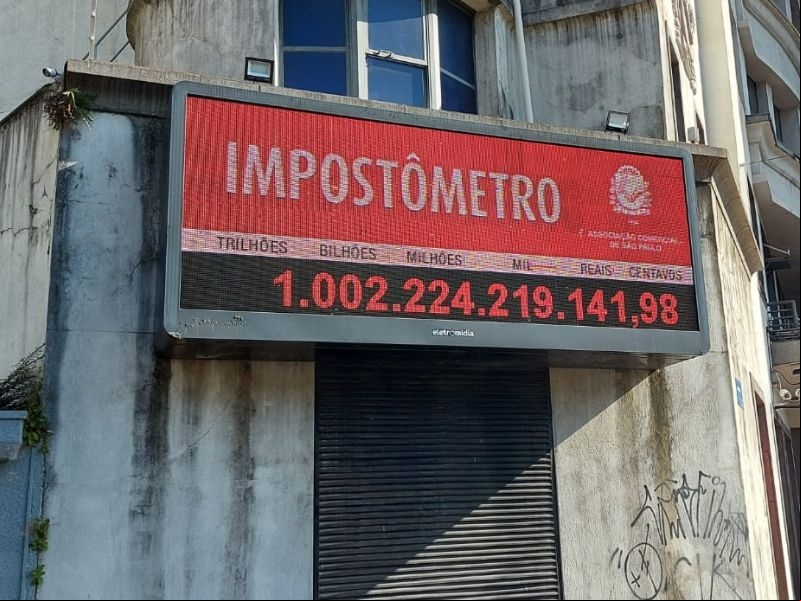 IMPOSTÔMETRO
ASSOCIAÇÃO COMERCIAL
DE SÃO PAULO
TRILHÕES BILHÕES MILHÕES MIL REAIS CENTAVOS
1.002.224.219.141,98
eletromidia